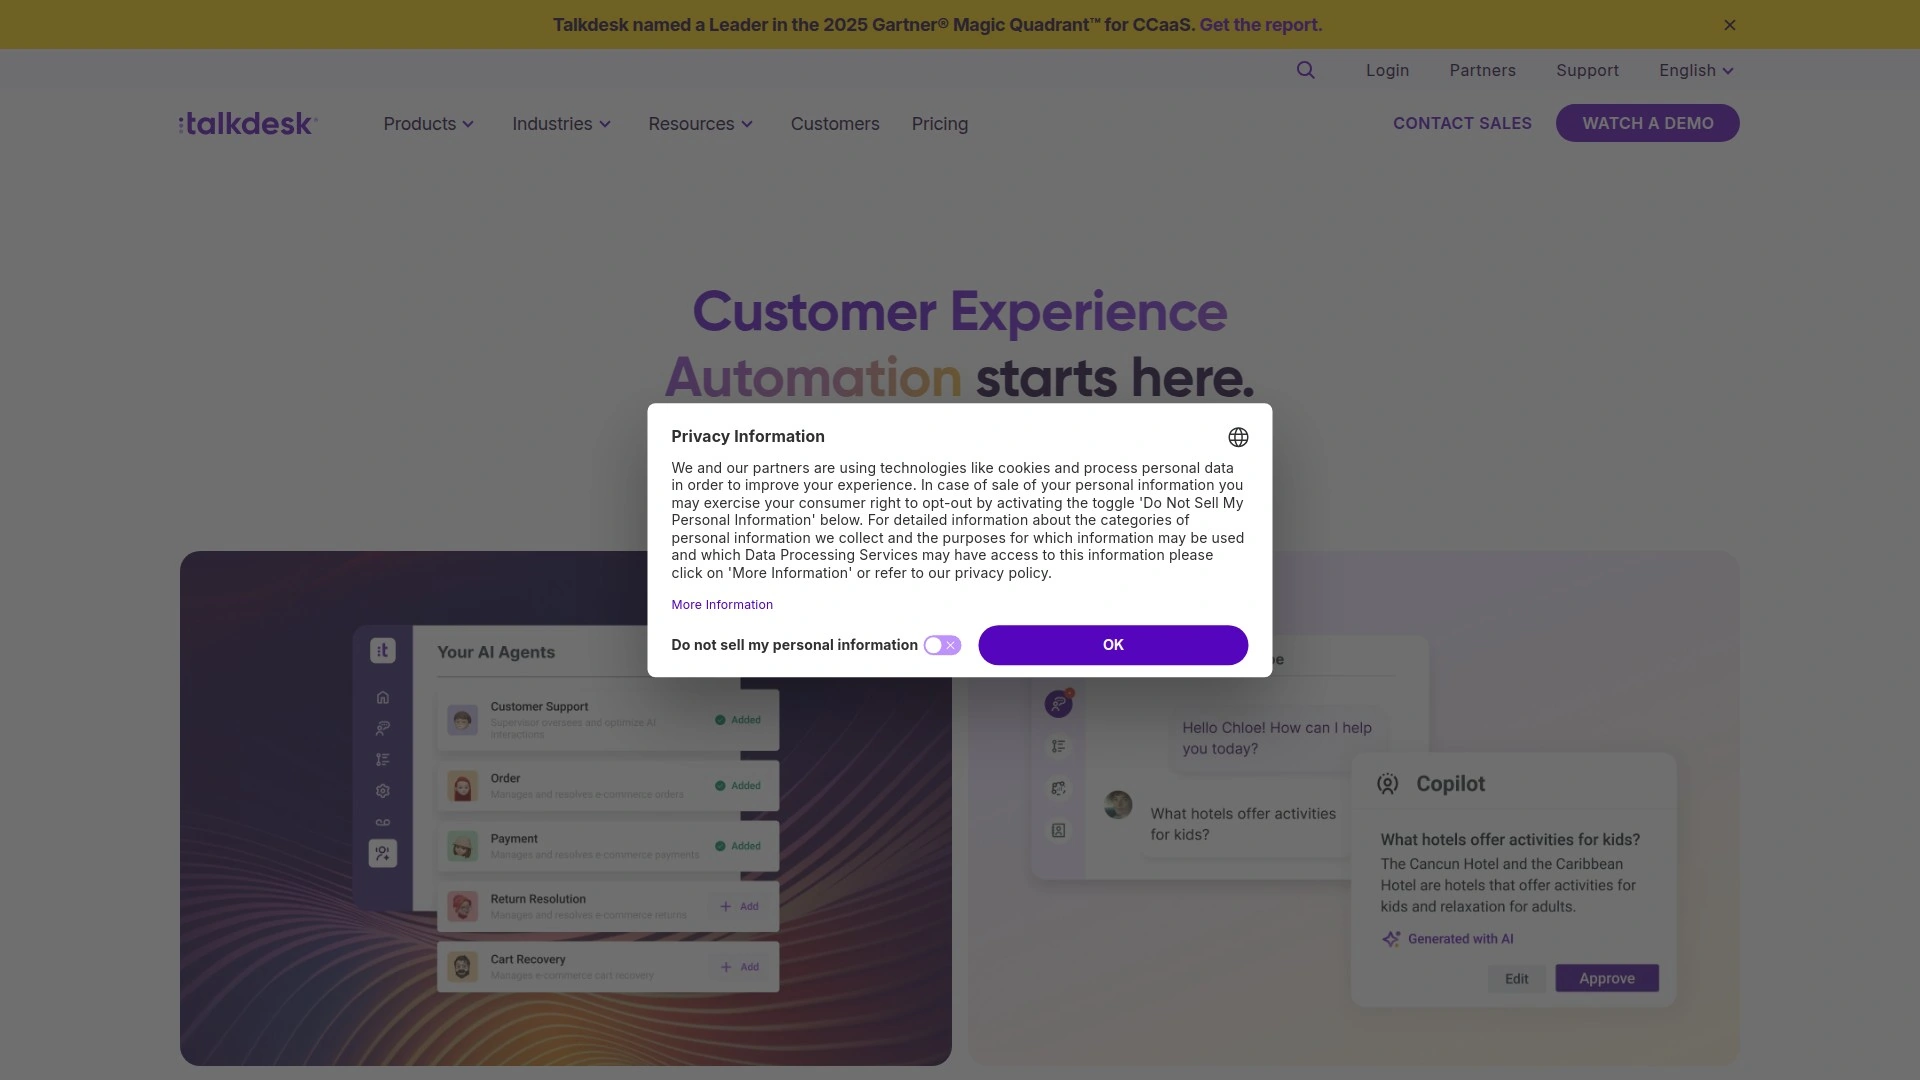 Talkdesk named a Leader in the 2025 Gartner® Magic Quadrant™ for CCaaS. Get the report.
Login
Partners
Support
English
talkdesk
Products
Industries
Resources
Customers
Pricing
CONTACT SALES
WATCH A DEMO
Customer Experience
Automation starts here.
Privacy Information
We and our partners are using technologies like cookies and process personal data
in order to improve your experience. In case of sale of your personal information you
may exercise your consumer right to opt-out by activating the toggle 'Do Not Sell My
Personal Information' below. For detailed information about the categories of
personal information we collect and the purposes for which information may be used
and which Data Processing Services may have access to this information please
click on 'More Information' or refer to our privacy policy.
More Information
Do not sell my personal information
OK
Your AI Agents
Customer Support
Supervisor oversees and optimize AI
interactions
Added
Order
Manages and resolves e-commerce orders
Added
Payment
Manages and resolves e-commerce payments
Added
Return Resolution
Manages and resolves e-commerce returns
Add
Cart Recovery
Manages e-commerce cart recovery
Add
Hello Chloe! How can I help
you today?
What hotels offer activities
for kids?
Copilot
What hotels offer activities for kids?
The Cancun Hotel and the Caribbean
Hotel are hotels that offer activities for
kids and relaxation for adults.
Generated with AI
Edit
Approve